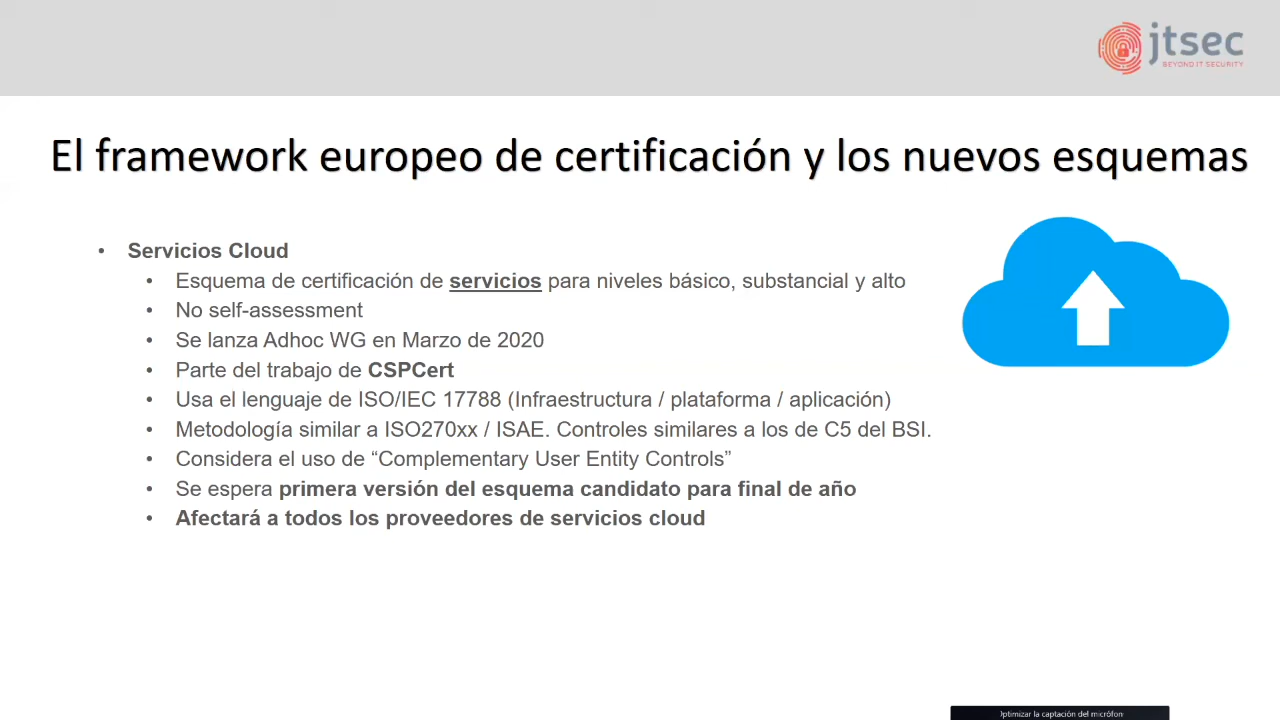 jtsec
BEYOND IT SECURITY
El framework europeo de certificación y los nuevos esquemas
• Servicios Cloud
• Esquema de certificación de servicios para niveles básico, substancial y alto
• No self-assessment
• Se lanza Adhoc WG en Marzo de 2020
• Parte del trabajo de CSPCert
• Usa el lenguaje de ISO/IEC 17788 (Infraestructura / plataforma / aplicación)
• Metodología similar a ISO270xx / ISAE. Controles similares a los de C5 del BSI.
• Considera el uso de “Complementary User Entity Controls”
• Se espera primera versión del esquema candidato para final de año
• Afectará a todos los proveedores de servicios cloud
Optimizar la captación del micrófon